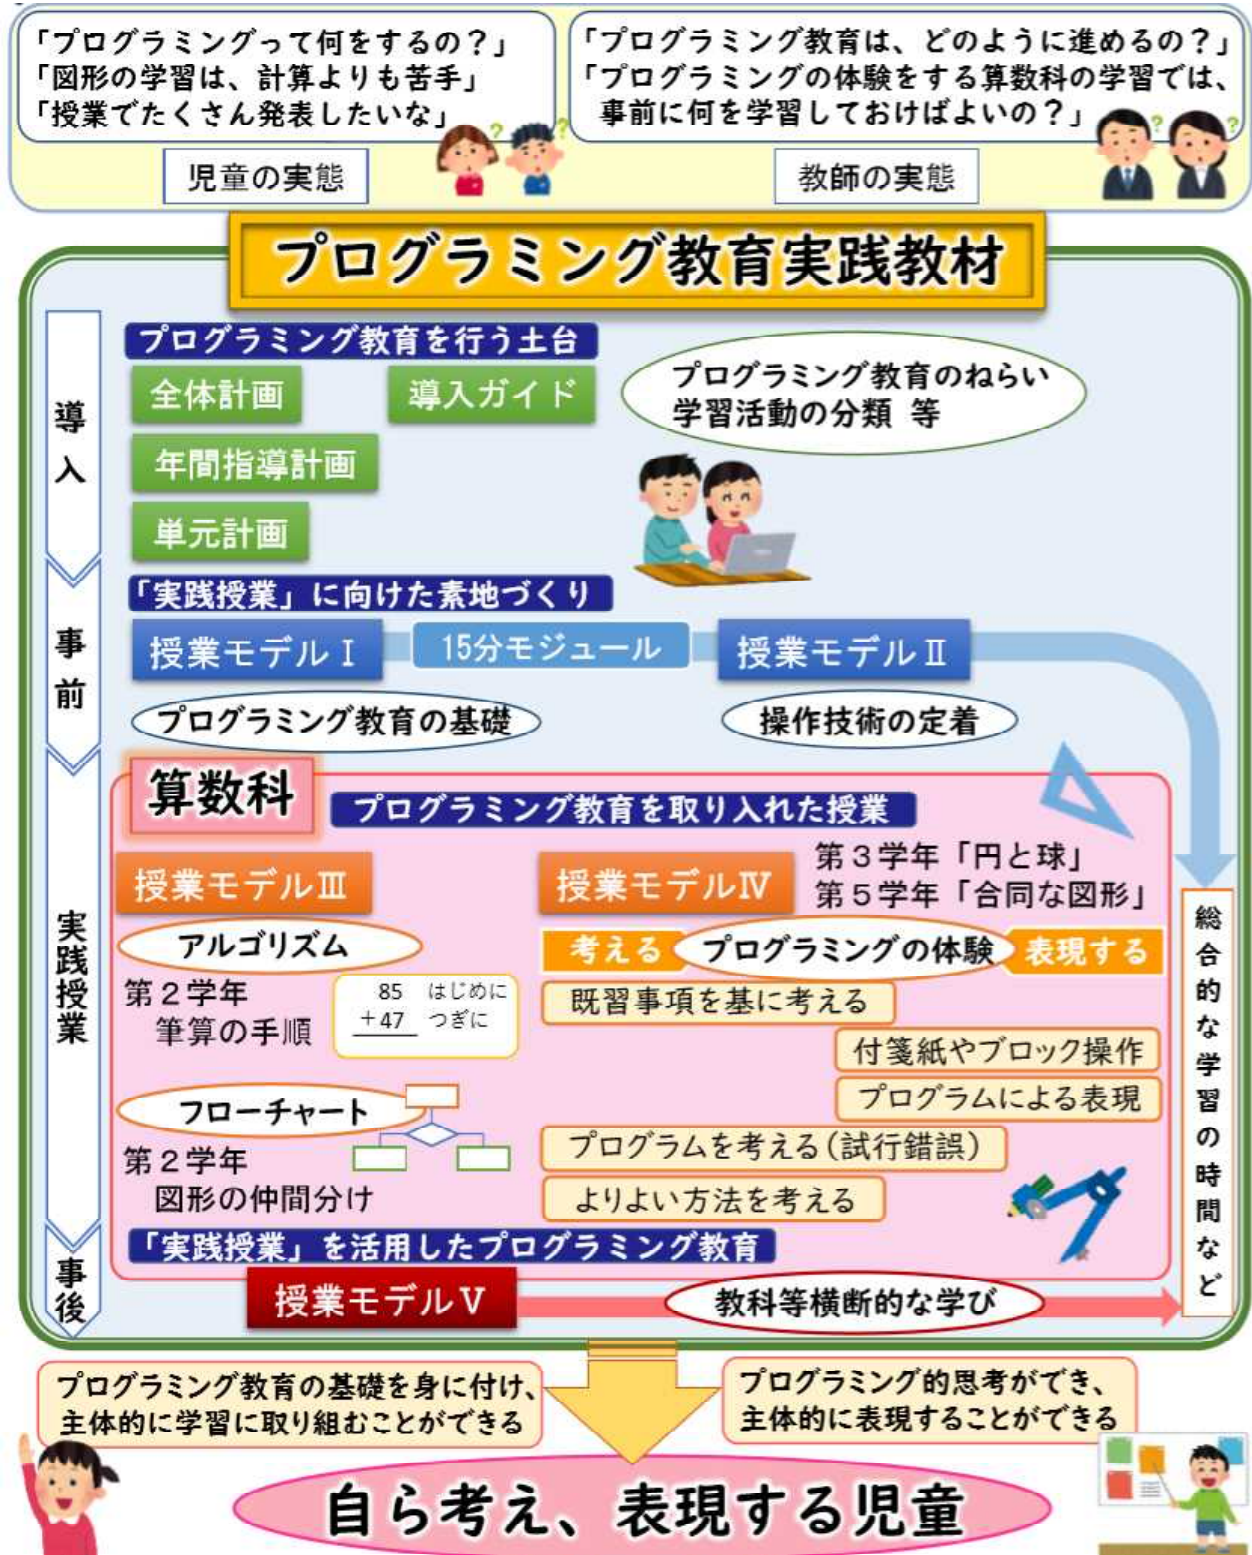 「プログラミングって何をするの？」
「図形の学習は、計算よりも苦手」
「授業でたくさん発表したいな」
児童の実態
「プログラミング教育は、どのように進めるの？」
「プログラミングの体験をする算数科の学習では、
事前に何を学習しておけばよいの？」
教師の実態
プログラミング教育実践教材
導入
プログラミング教育を行う土台
全体計画
導入ガイド
年間指導計画
単元計画
プログラミング教育のねらい
学習活動の分類 等
事前
「実践授業」に向けた素地づくり
授業モデルⅠ
15分モジュール
授業モデルⅡ
プログラミング教育の基礎
操作技術の定着
実践授業
算数科
プログラミング教育を取り入れた授業
授業モデルⅢ
アルゴリズム
第２学年
筆算の手順
85 はじめに
＋47 つぎに
フローチャート
第２学年
図形の仲間分け
授業モデルⅣ
第３学年「円と球」
第５学年「合同な図形」
考える
プログラミングの体験
表現する
既習事項を基に考える
付箋紙やブロック操作
プログラムによる表現
プログラムを考える（試行錯誤）
よりよい方法を考える
総合的な学習の時間など
事後
「実践授業」を活用したプログラミング教育
授業モデルⅤ
教科等横断的な学び
プログラミング教育の基礎を身に付け、
主体的に学習に取り組むことができる
プログラミング的思考ができ、
主体的に表現することができる
自ら考え、表現する児童